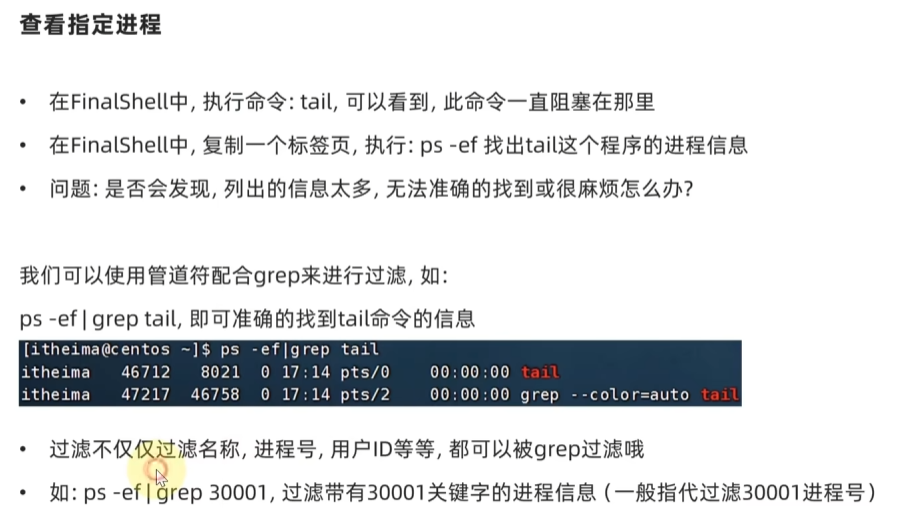 查看指定进程
• 在FinalShell中, 执行命令: tail, 可以看到, 此命令一直阻塞在那里
• 在FinalShell中, 复制一个标签页, 执行: ps -ef 找出tail这个程序的进程信息
• 问题: 是否会发现, 列出的信息太多, 无法准确的找到或很麻烦怎么办?
我们可以使用管道符配合grep来进行过滤, 如:
ps -ef | grep tail, 即可准确的找到tail命令的信息
[itheima@centos ~]$ ps -ef|grep tail
itheima 46712 8021 0 17:14 pts/0 00:00:00 tail
itheima 47217 46758 0 17:14 pts/2 00:00:00 grep --color=auto tail
• 过滤不仅仅过滤名称, 进程号, 用户ID等等, 都可以被grep过滤哦
• 如: ps -ef | grep 30001, 过滤带有30001关键字的进程信息 (一般指代过滤30001进程号)